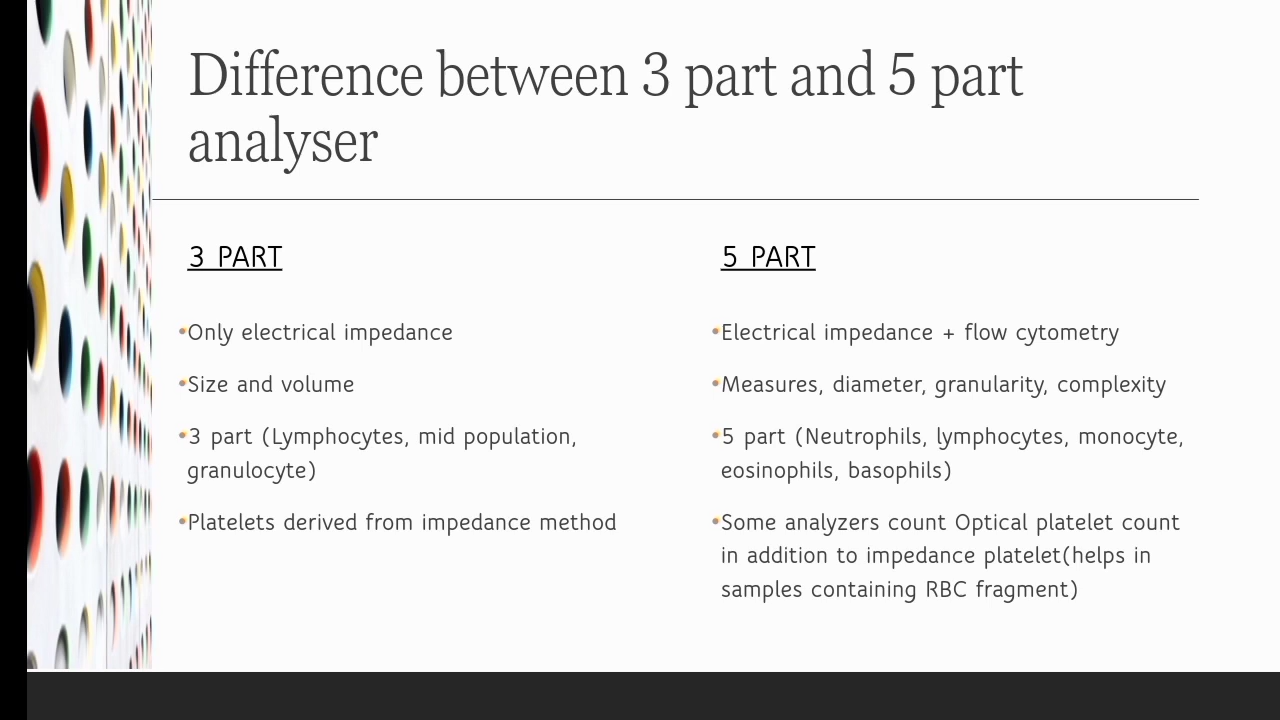 Difference between 3 part and 5 part
analyser
3 PART
•Only electrical impedance
•Size and volume
•3 part (Lymphocytes, mid population,
granulocyte)
•Platelets derived from impedance method
5 PART
•Electrical impedance + flow cytometry
•Measures, diameter, granularity, complexity
•5 part (Neutrophils, lymphocytes, monocyte,
eosinophils, basophils)
•Some analyzers count Optical platelet count
in addition to impedance platelet(helps in
samples containing RBC fragment)